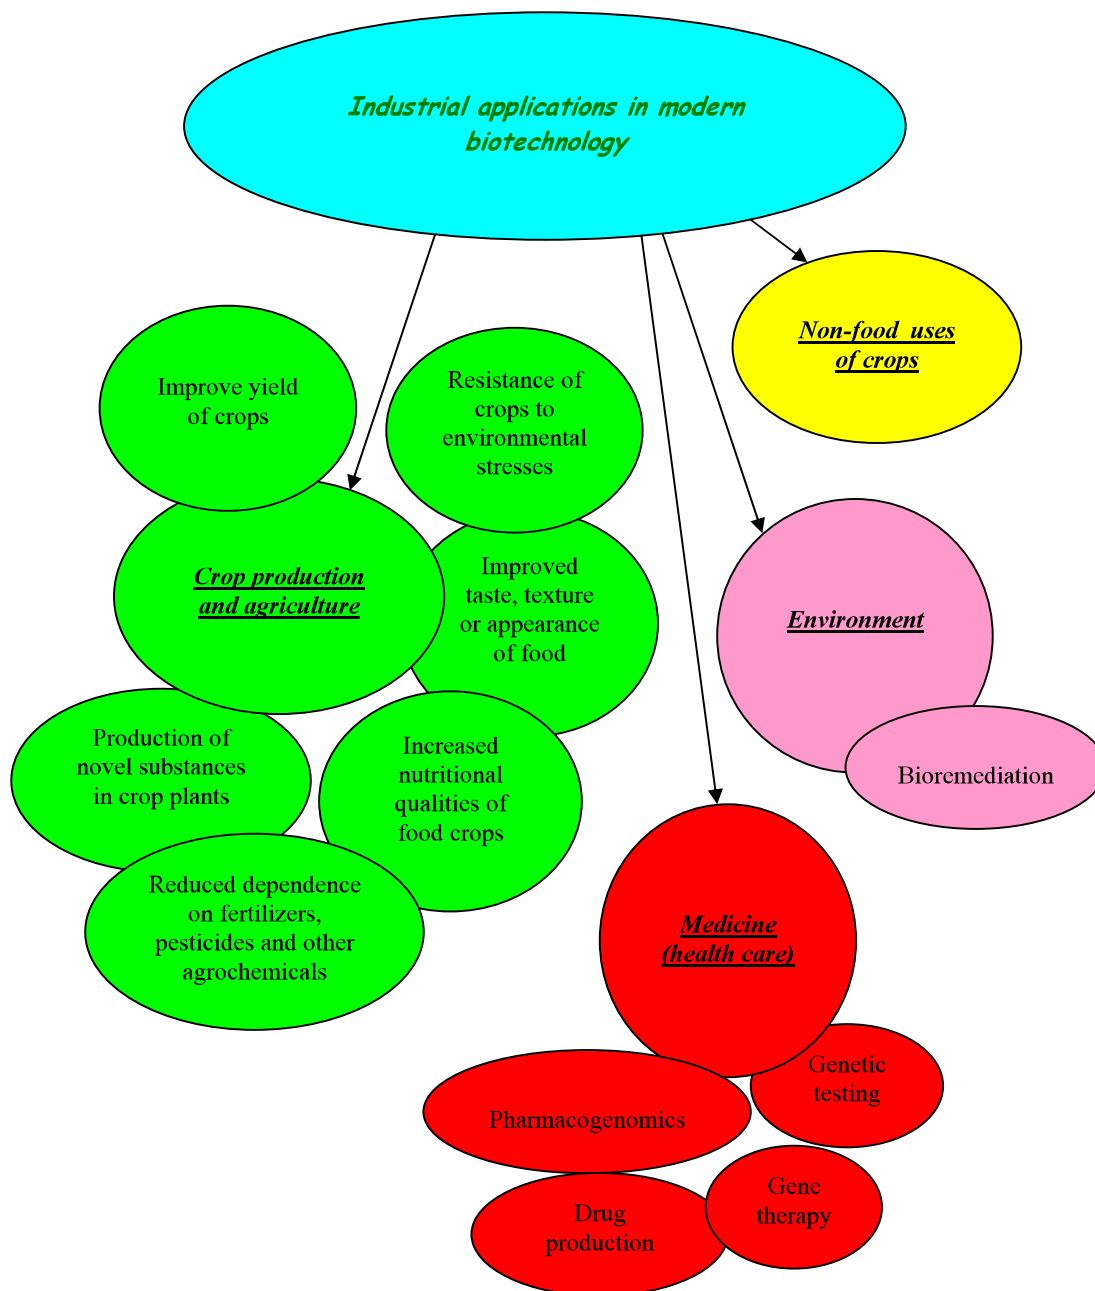 Industrial applications in modern
biotechnology
Non-food uses
of crops
Improve yield
of crops
Resistance of
crops to
environmental
stresses
Crop production
and agriculture
Improved
taste, texture
or appearance
of food
Environment
Production of
novel substances
in crop plants
Increased
nutritional
qualities of
food crops
Bioremediation
Reduced dependence
on fertilizers,
pesticides and other
agrochemicals
Medicine
(health care)
Genetic
testing
Pharmacogenomics
Gene
therapy
Drug
production